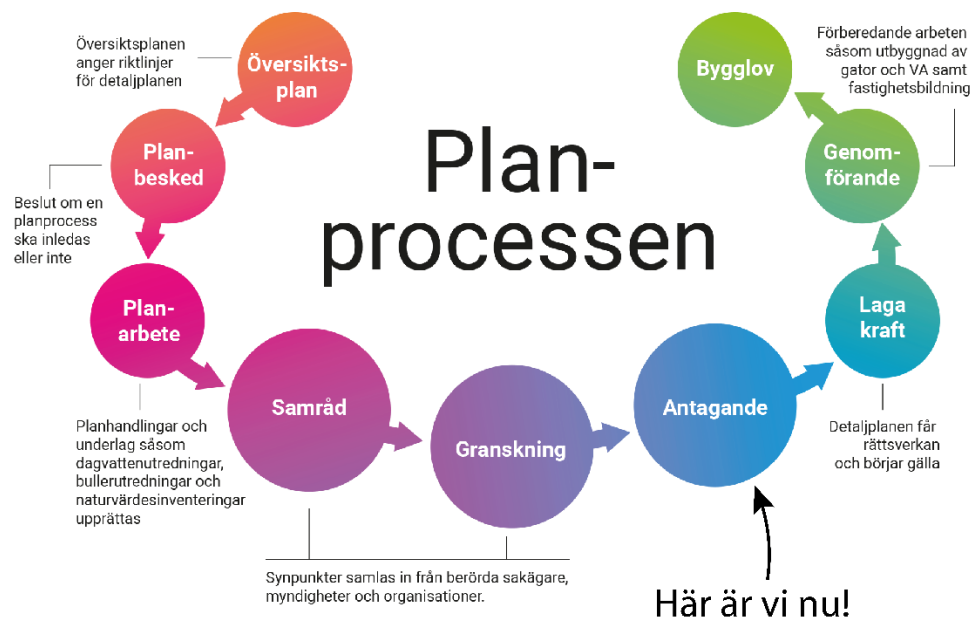 Plan-
processen
Översiktsplanen
anger riktlinjer
för detaljplanen
Översikts-
plan
Plan-
besked
Beslut om en
planprocess
ska inledas
eller inte
Plan-
arbete
Planhandlingar och
underlag såsom
dagvattenutredningar,
bullerutredningar och
naturvärdesinventeringar
upprättas
Samråd
Granskning
Synpunkter samlas in från berörda sakägare,
myndigheter och organisationer.
Antagande
Här är vi nu!
Laga
kraft
Detaljplanen får
rättsverkan
och börjar gälla
Genom-
förande
Förberedande arbeten
såsom utbyggnad av
gator och VA samt
fastighetsbildning
Bygglov